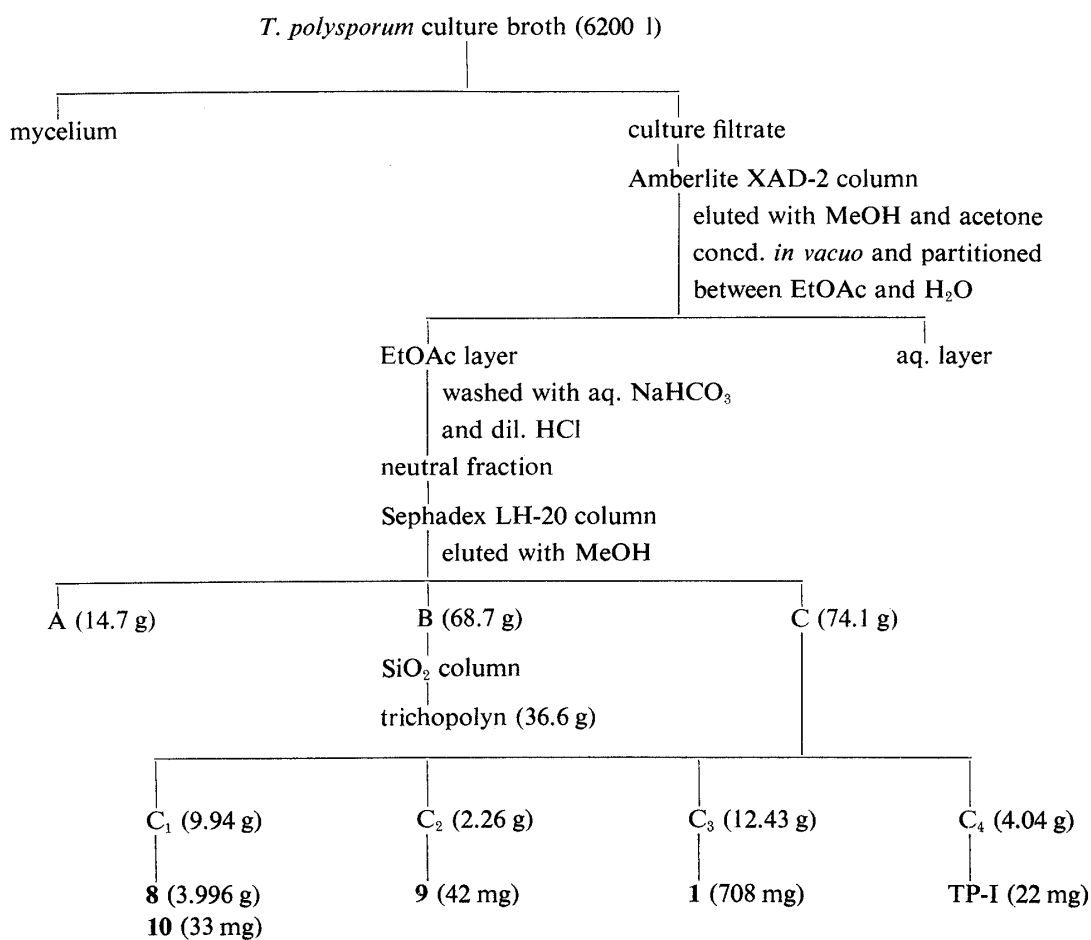 T. polysporum culture broth (6200 l)
mycelium
culture filtrate
Amberlite XAD-2 column
eluted with MeOH and acetone
concd. in vacuo and partitioned
between EtOAc and H₂O
EtOAc layer
aq. layer
washed with aq. NaHCO₃
and dil. HCl
neutral fraction
Sephadex LH-20 column
eluted with MeOH
A (14.7 g)
B (68.7 g)
C (74.1 g)
SiO₂ column
trichopolyn (36.6 g)
C₁ (9.94 g)
C₂ (2.26 g)
C₃ (12.43 g)
C₄ (4.04 g)
8 (3.996 g)
9 (42 mg)
1 (708 mg)
TP-I (22 mg)
10 (33 mg)